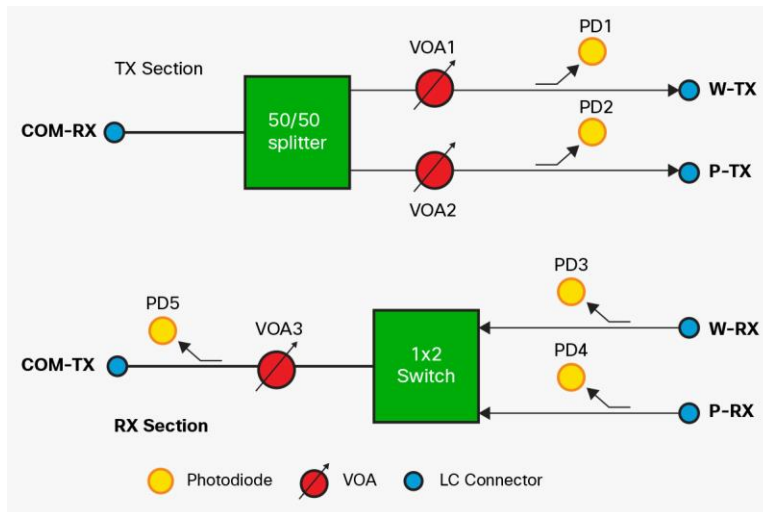 PD1
VOA1
TX Section
W-TX
50/50
splitter
COM-RX
PD2
P-TX
VOA2
PD3
PD5
VOA3
W-RX
1x2
Switch
COM-TX
PD4
P-RX
RX Section
Photodiode
VOA
LC Connector